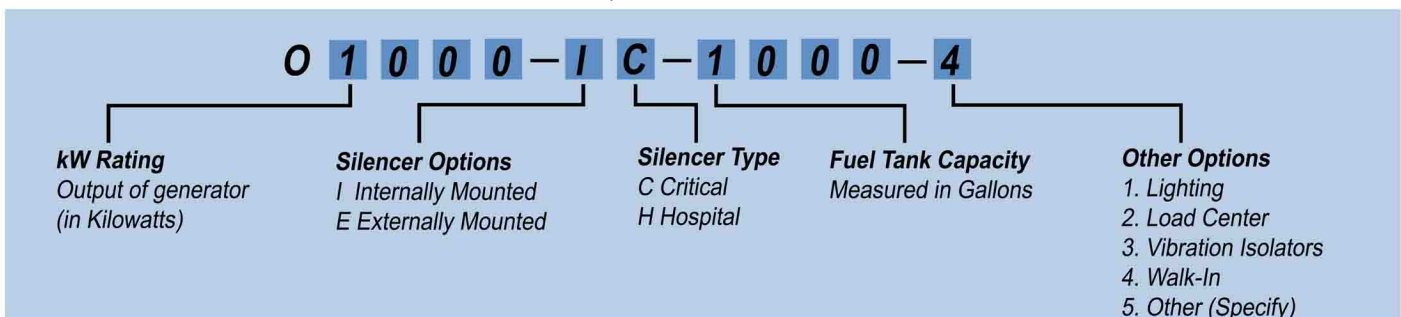 O 1 0 0 0 – I C – 1 0 0 0 – 4
kW Rating
Output of generator
(in Kilowatts)
Silencer Options
I Internally Mounted
E Externally Mounted
Silencer Type
C Critical
H Hospital
Fuel Tank Capacity
Measured in Gallons
Other Options
1. Lighting
2. Load Center
3. Vibration Isolators
4. Walk-In
5. Other (Specify)